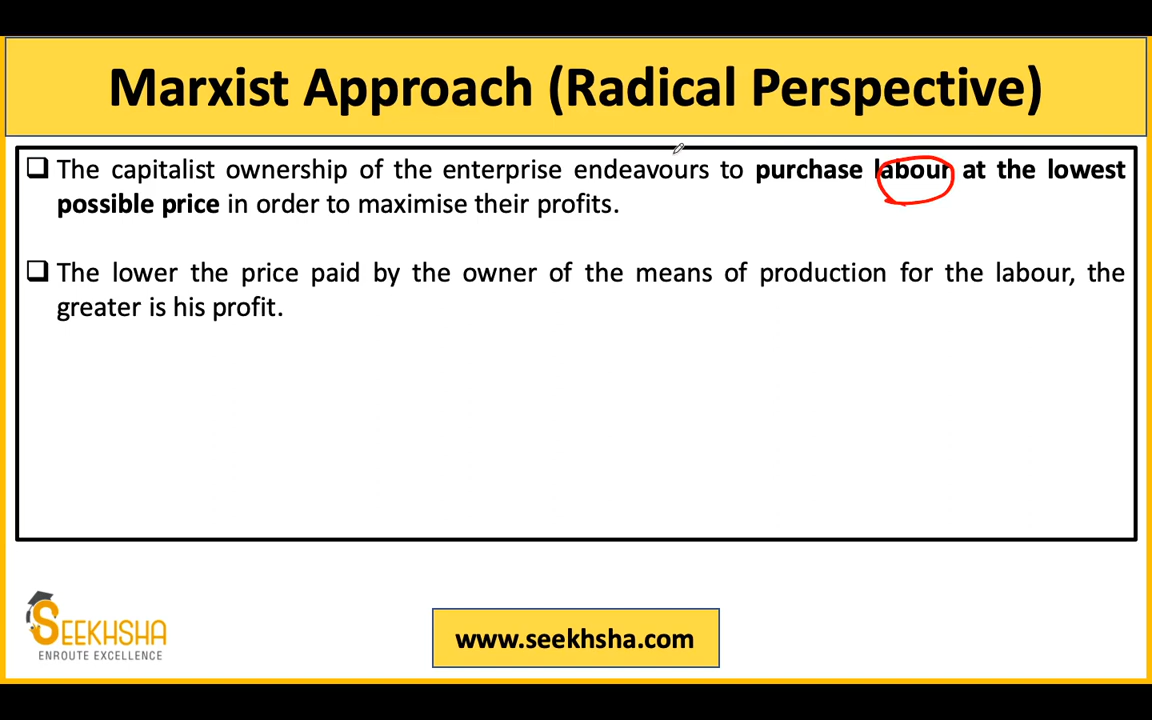 Marxist Approach (Radical Perspective)
❑ The capitalist ownership of the enterprise endeavours to purchase labour at the lowest
possible price in order to maximise their profits.
❑ The lower the price paid by the owner of the means of production for the labour, the
greater is his profit.
SEEKHSHA
ENROUTE EXCELLENCE
www.seekhsha.com